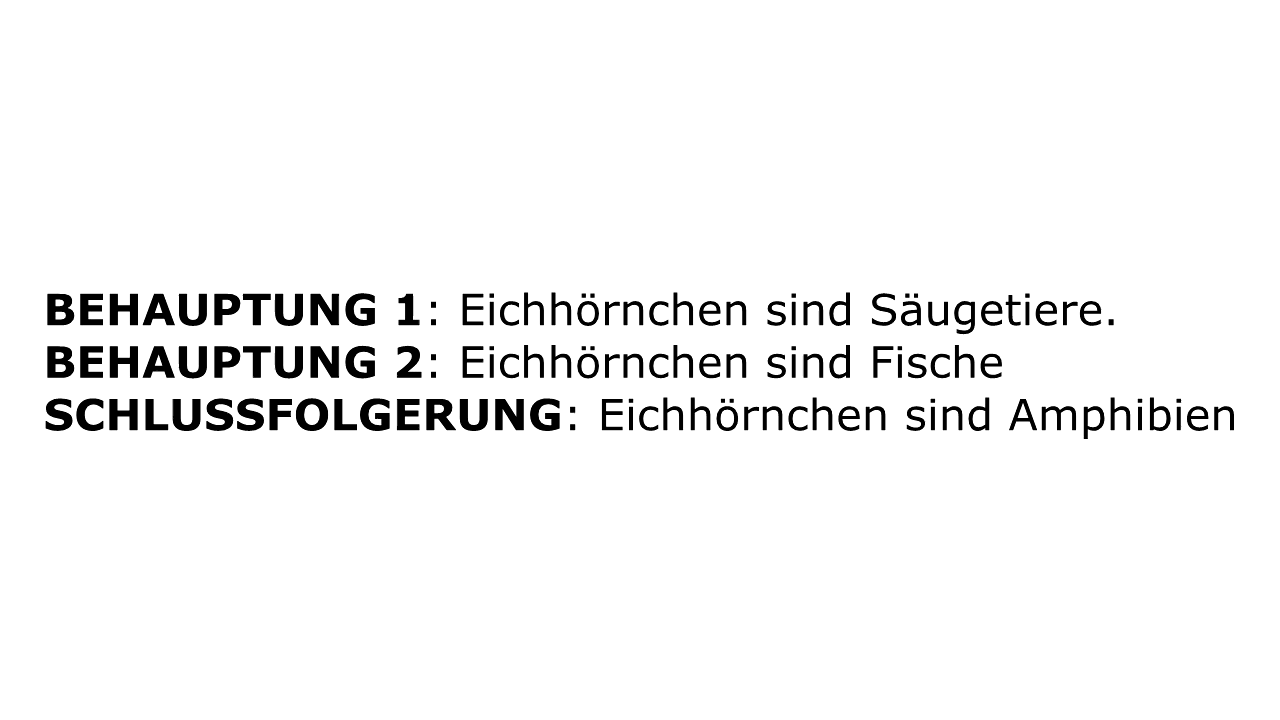 BEHAUPTUNG 1: Eichhörnchen sind Säugetiere.
BEHAUPTUNG 2: Eichhörnchen sind Fische
SCHLUSSFOLGERUNG: Eichhörnchen sind Amphibien